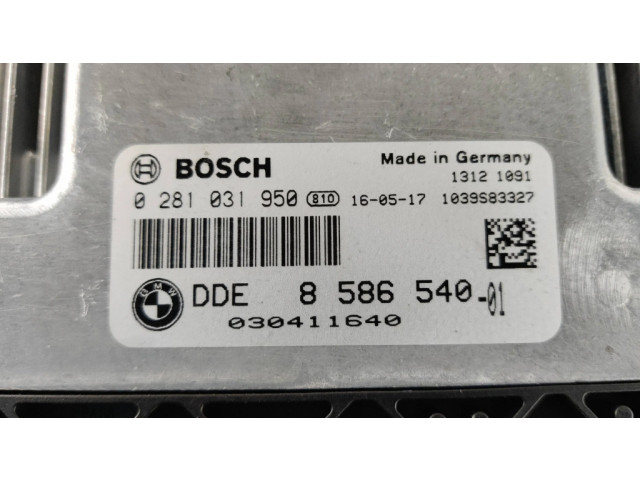 BOSCH
Made in Germany
1312 1091
0 281 031 950 810 16-05-17 1039S83327
BMW DDE 8 586 540-01
030411640